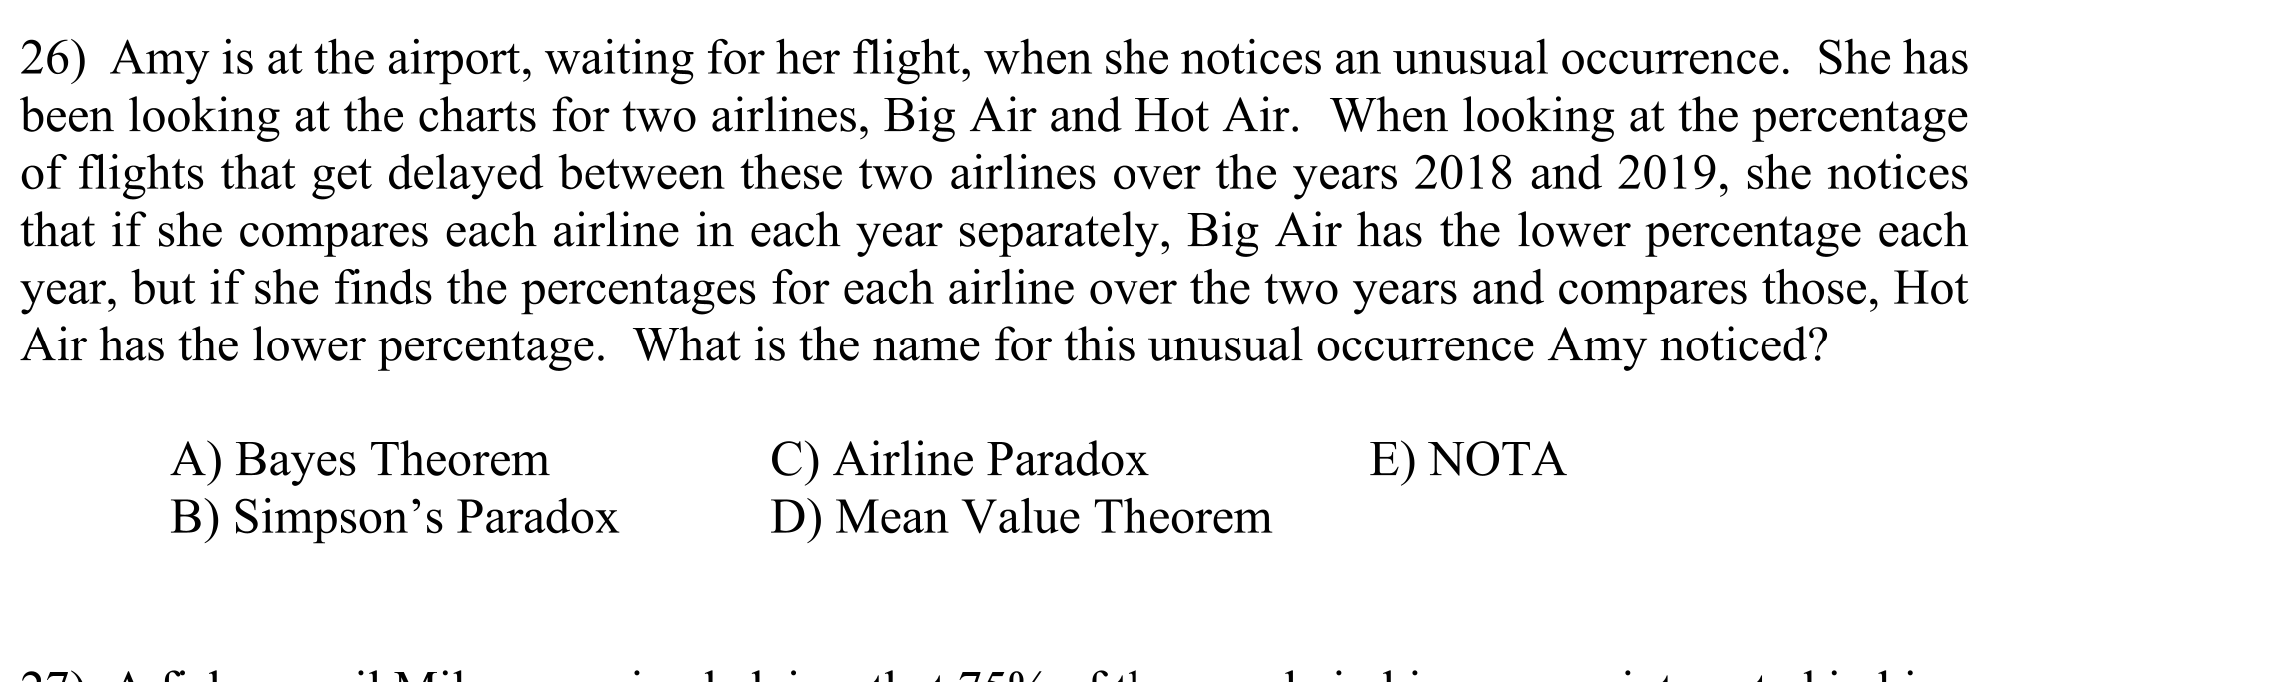 26) Amy is at the airport, waiting for her flight, when she notices an unusual occurrence. She has
been looking at the charts for two airlines, Big Air and Hot Air. When looking at the percentage
of flights that get delayed between these two airlines over the years 2018 and 2019, she notices
that if she compares each airline in each year separately, Big Air has the lower percentage each
year, but if she finds the percentages for each airline over the two years and compares those, Hot
Air has the lower percentage. What is the name for this unusual occurrence Amy noticed?
A) Bayes Theorem C) Airline Paradox E) NOTA
B) Simpson’s Paradox D) Mean Value Theorem